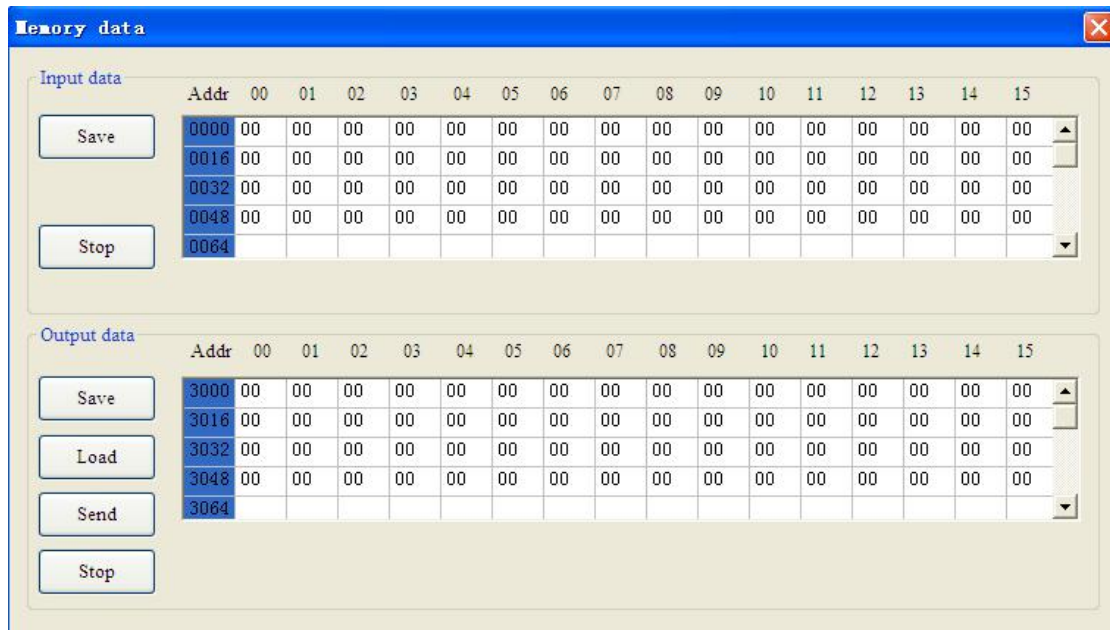 Memory data
Input data
Addr 00 01 02 03 04 05 06 07 08 09 10 11 12 13 14 15
Save
0000 00 00 00 00 00 00 00 00 00 00 00 00 00 00 00 00
0016 00 00 00 00 00 00 00 00 00 00 00 00 00 00 00 00
0032 00 00 00 00 00 00 00 00 00 00 00 00 00 00 00 00
0048 00 00 00 00 00 00 00 00 00 00 00 00 00 00 00 00
Stop
0064
Output data
Addr 00 01 02 03 04 05 06 07 08 09 10 11 12 13 14 15
Save
3000 00 00 00 00 00 00 00 00 00 00 00 00 00 00 00 00
3016 00 00 00 00 00 00 00 00 00 00 00 00 00 00 00 00
Load
3032 00 00 00 00 00 00 00 00 00 00 00 00 00 00 00 00
3048 00 00 00 00 00 00 00 00 00 00 00 00 00 00 00 00
Send
3064
Stop